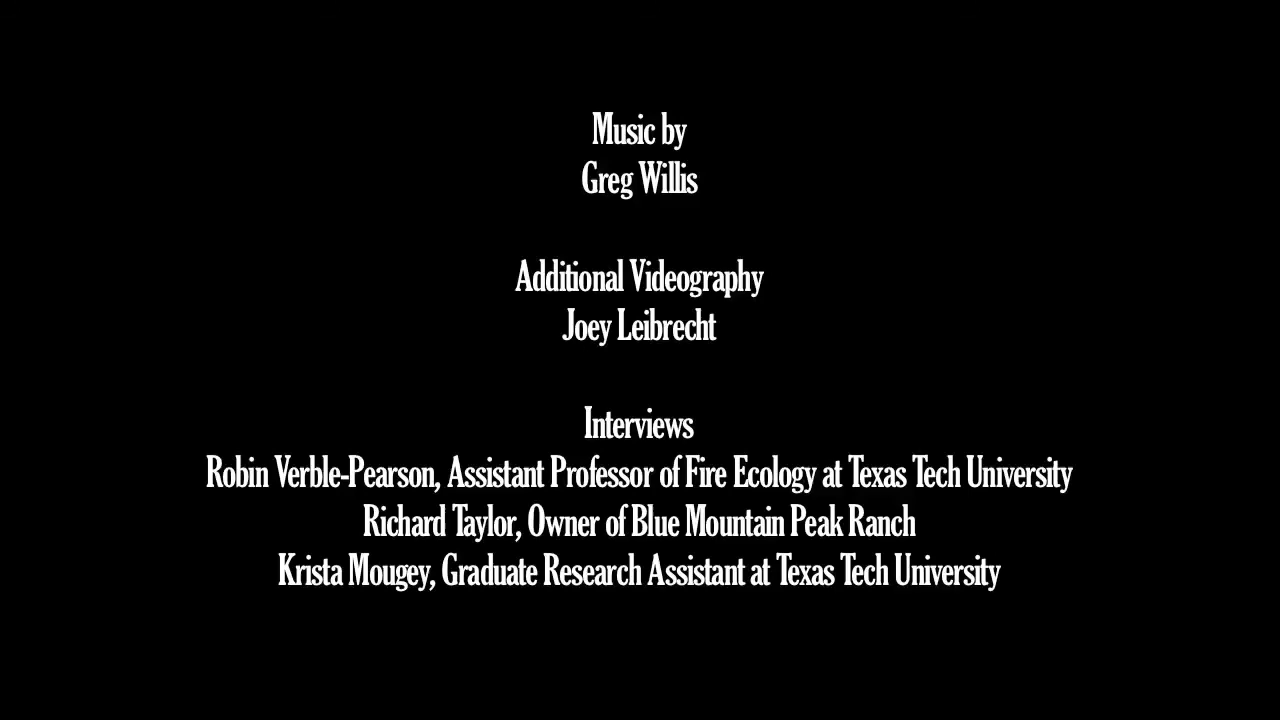 Music by
Greg Willis
Additional Videography
Joey Leibrecht
Interviews
Robin Verble-Pearson, Assistant Professor of Fire Ecology at Texas Tech University
Richard Taylor, Owner of Blue Mountain Peak Ranch
Krista Mougey, Graduate Research Assistant at Texas Tech University